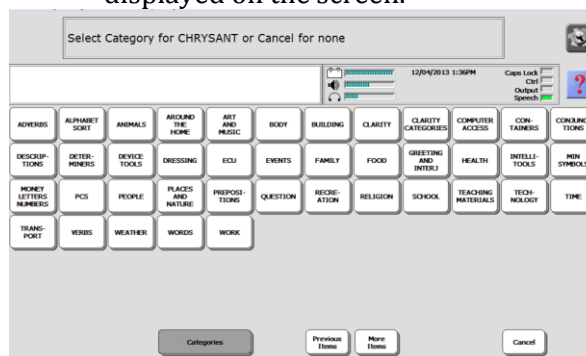 displayed on the screen.
Select Category for CHRYSANT or Cancel for none
12/04/2013 1:36PM
Caps Lock
Ctrl
Output
Speech
?
ADVERBS
ALPHABET
SORT
ANIMALS
AROUND
THE
HOME
ART
AND
MUSIC
BODY
BUILDING
CLARITY
CLARITY
CATEGORIES
COMPUTER
ACCESS
CON-
TAINERS
CONJUNC
TIONS
DESCRIP-
TIONS
DETER-
MINERS
DEVICE
TOOLS
DRESSING
ECU
EVENTS
FAMILY
FOOD
GREETING
AND
INTERJ
HEALTH
INTELLI-
TOOLS
MIN
SYMBOLS
MONEY
LETTERS
NUMBERS
PCS
PEOPLE
PLACES
AND
NATURE
PREPOSI-
TIONS
QUESTION
RECRE-
ATION
RELIGION
SCHOOL
TEACHING
MATERIALS
TECH-
NOLOGY
TIME
TRANS-
PORT
VERBS
WEATHER
WORDS
WORK
Categories
Previous
Items
More
Items
Cancel